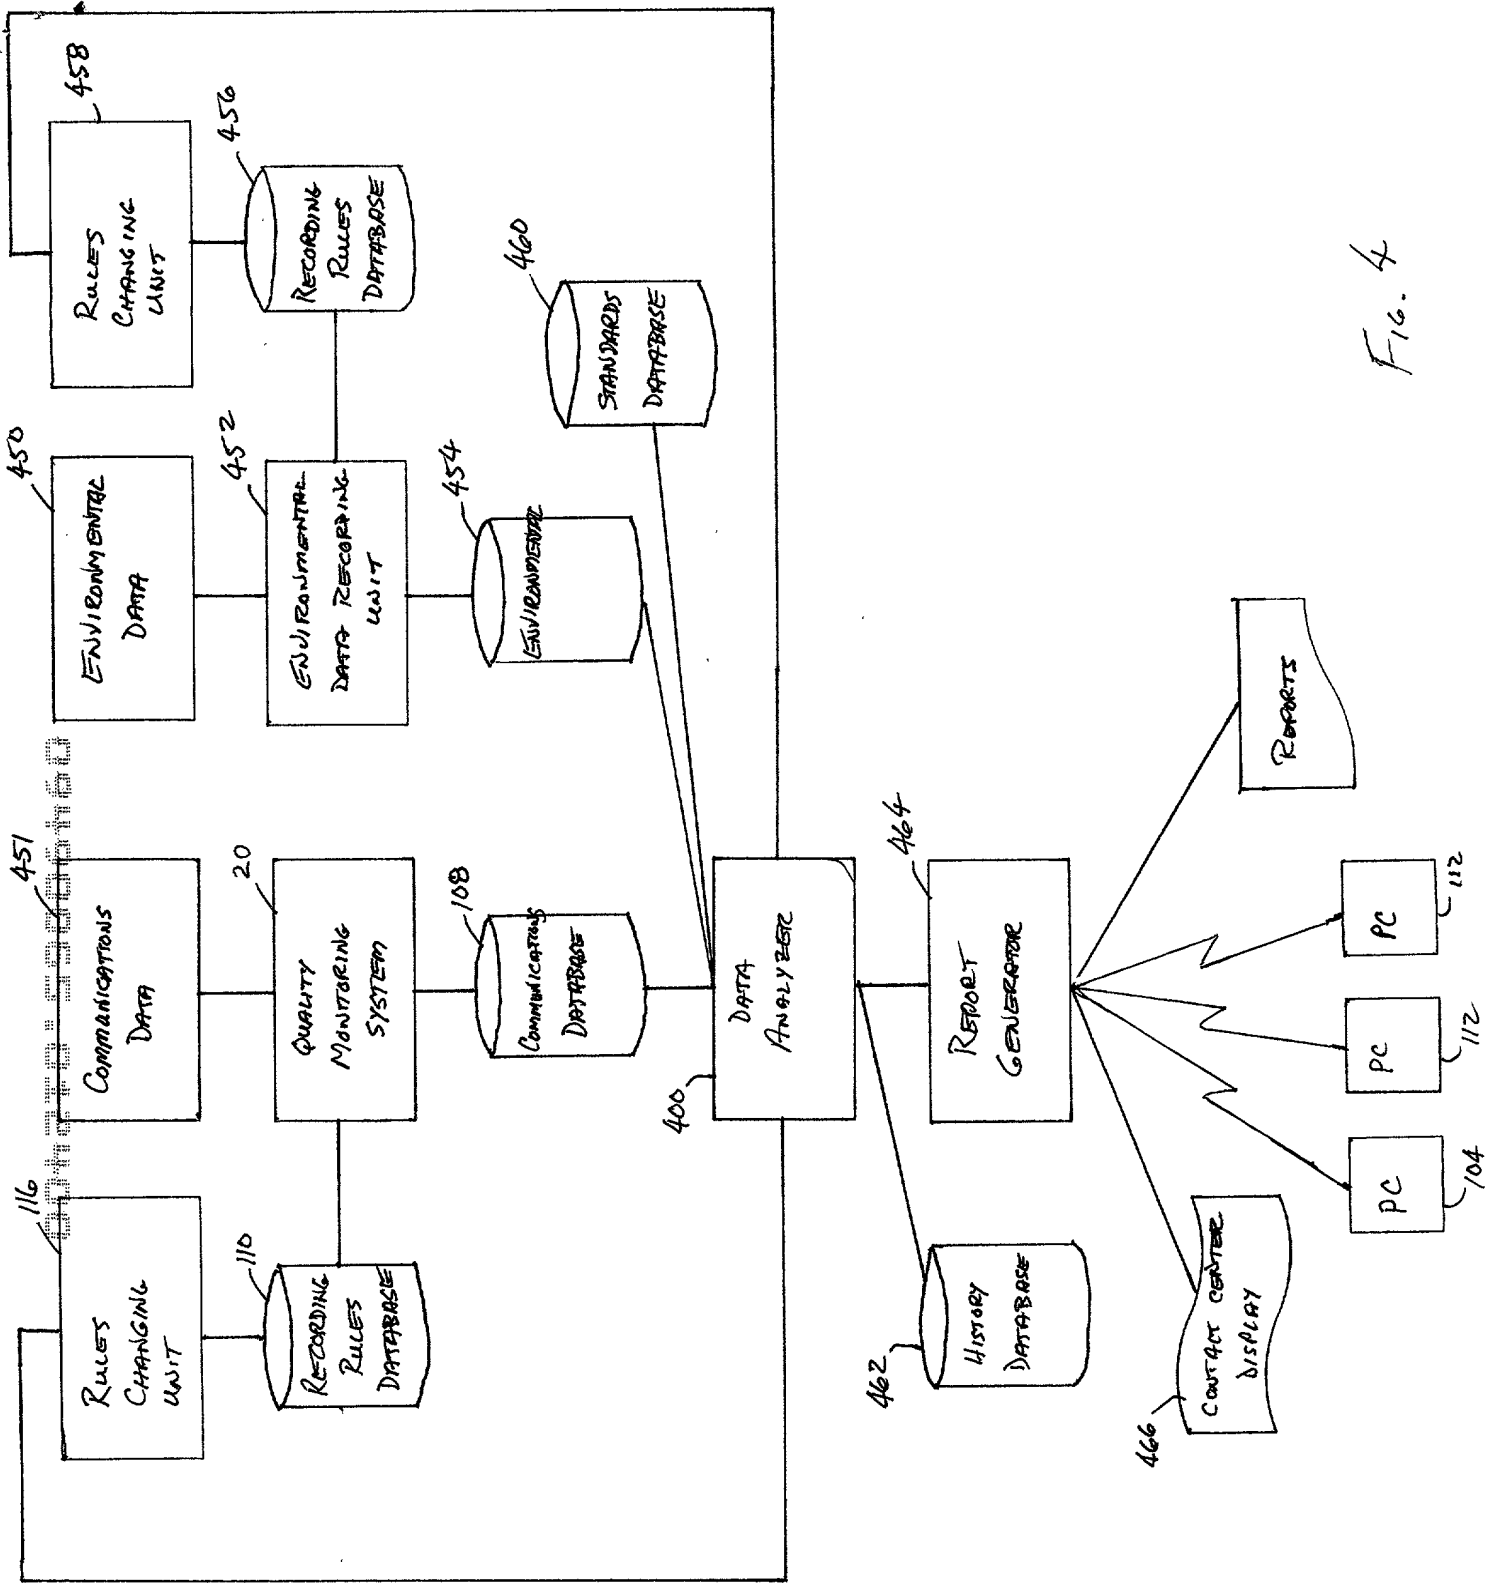 116
RULES
CHANGING
UNIT
110
RECORDING
RULES
DATABASE
451
COMMUNICATIONS
DATA
20
QUALITY
MONITORING
SYSTEM
108
COMMUNICATIONS
DATABASE
450
ENVIRONMENTAL
DATA
452
ENVIRONMENTAL
DATA RECORDING
UNIT
454
ENVIRONMENTAL
458
RULES
CHANGING
UNIT
456
RECORDING
RULES
DATABASE
460
STANDARDS
DATABASE
400
DATA
ANALYZER
462
HISTORY
DATABASE
464
REPORT
GENERATOR
466
CONTACT CENTER
DISPLAY
PC
104
PC
112
PC
112
REPORTS
FIG. 4